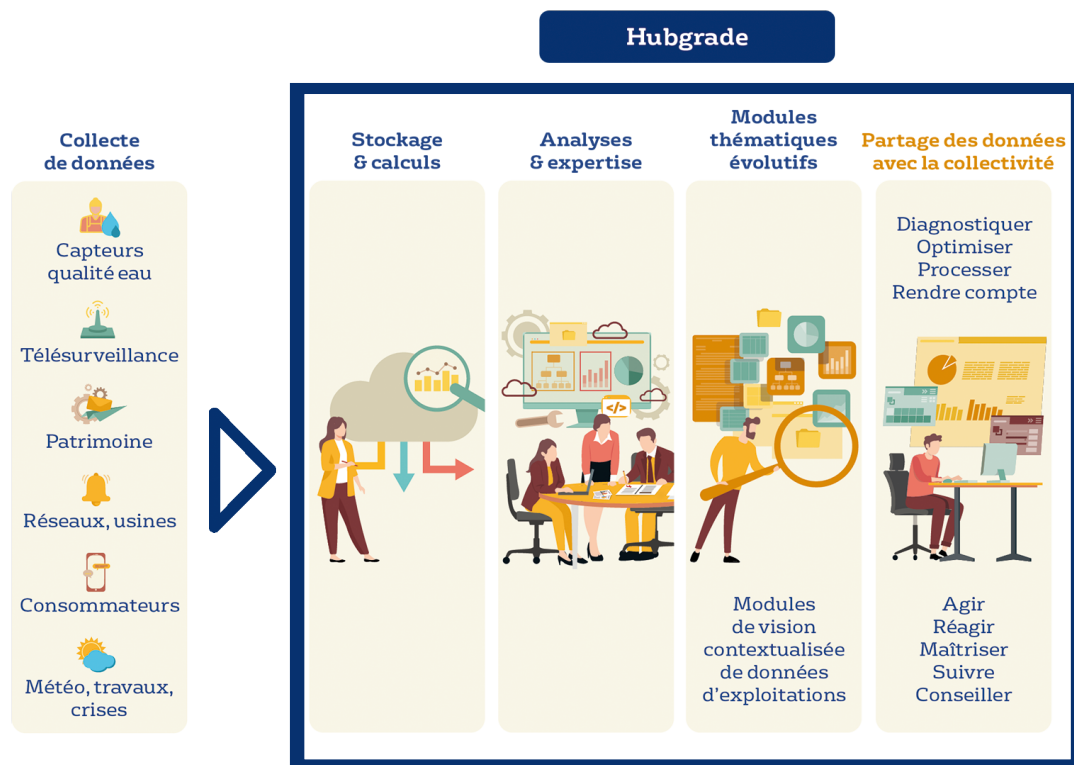 Hubgrade
Collecte
de données
Capteurs
qualité eau
Télésurveillance
Patrimoine
Réseaux, usines
Consommateurs
Météo, travaux,
crises
Stockage
& calculs
Analyses
& expertise
</>
Modules
thématiques
évolutifs
Modules
de vision
contextualisée
de données
d'exploitations
Partage des données
avec la collectivité
Diagnostiquer
Optimiser
Processer
Rendre compte
Agir
Réagir
Maîtriser
Suivre
Conseiller